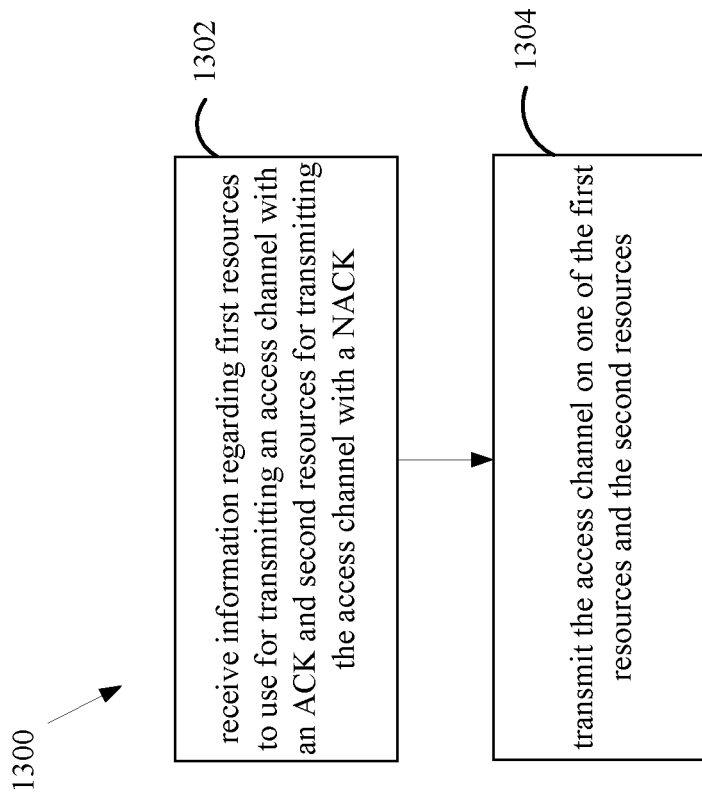 1300
1302
receive information regarding first resources
to use for transmitting an access channel with
an ACK and second resources for transmitting
the access channel with a NACK
1304
transmit the access channel on one of the first
resources and the second resources